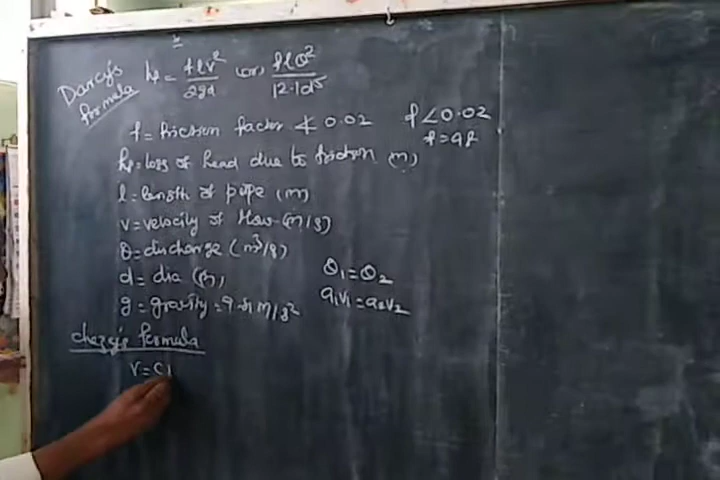 Darcy's formula hf = flv²/2gd (or) flQ²/12.1d⁵
f = friction factor ≮ 0.02 f < 0.02
f = 4f
hf = loss of head due to friction (m)
l = length of pipe (m)
v = velocity of flow (m/s)
Q = discharge (m³/s)
d = dia (m)
Q₁ = Q₂
g = gravity = 9.81 m/s²
a₁v₁ = a₂v₂
chezy's formula
v = c